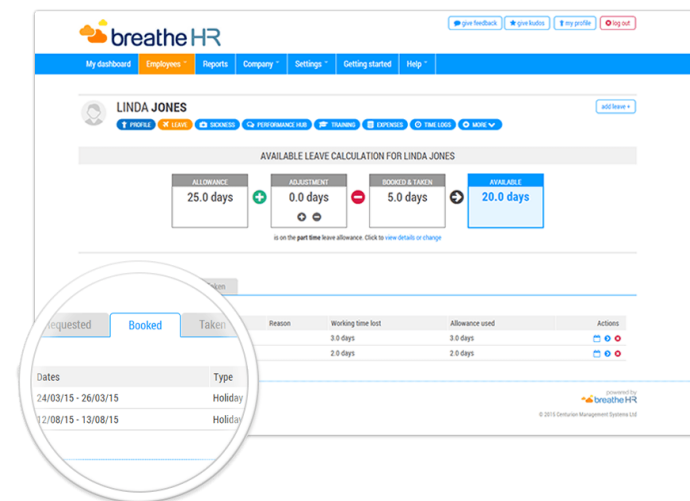 breathe HR
give feedback give kudos my profile log out
My dashboard Employees Reports Company Settings Getting started Help
LINDA JONES
add leave +
PROFILE LEAVE SICKNESS PERFORMANCE HUB TRAINING EXPENSES TIME LOGS MORE
AVAILABLE LEAVE CALCULATION FOR LINDA JONES
ALLOWANCE ADJUSTMENT BOOKED & TAKEN AVAILABLE
25.0 days 0.0 days 5.0 days 20.0 days
is on the part time leave allowance. Click to view details or change
Requested Booked Taken
Reason Working time lost Allowance used Actions
3.0 days 3.0 days
2.0 days 2.0 days
Dates Type
24/03/15 - 26/03/15 Holiday
12/08/15 - 13/08/15 Holiday
powered by
breathe HR
© 2015 Centurion Management Systems Ltd